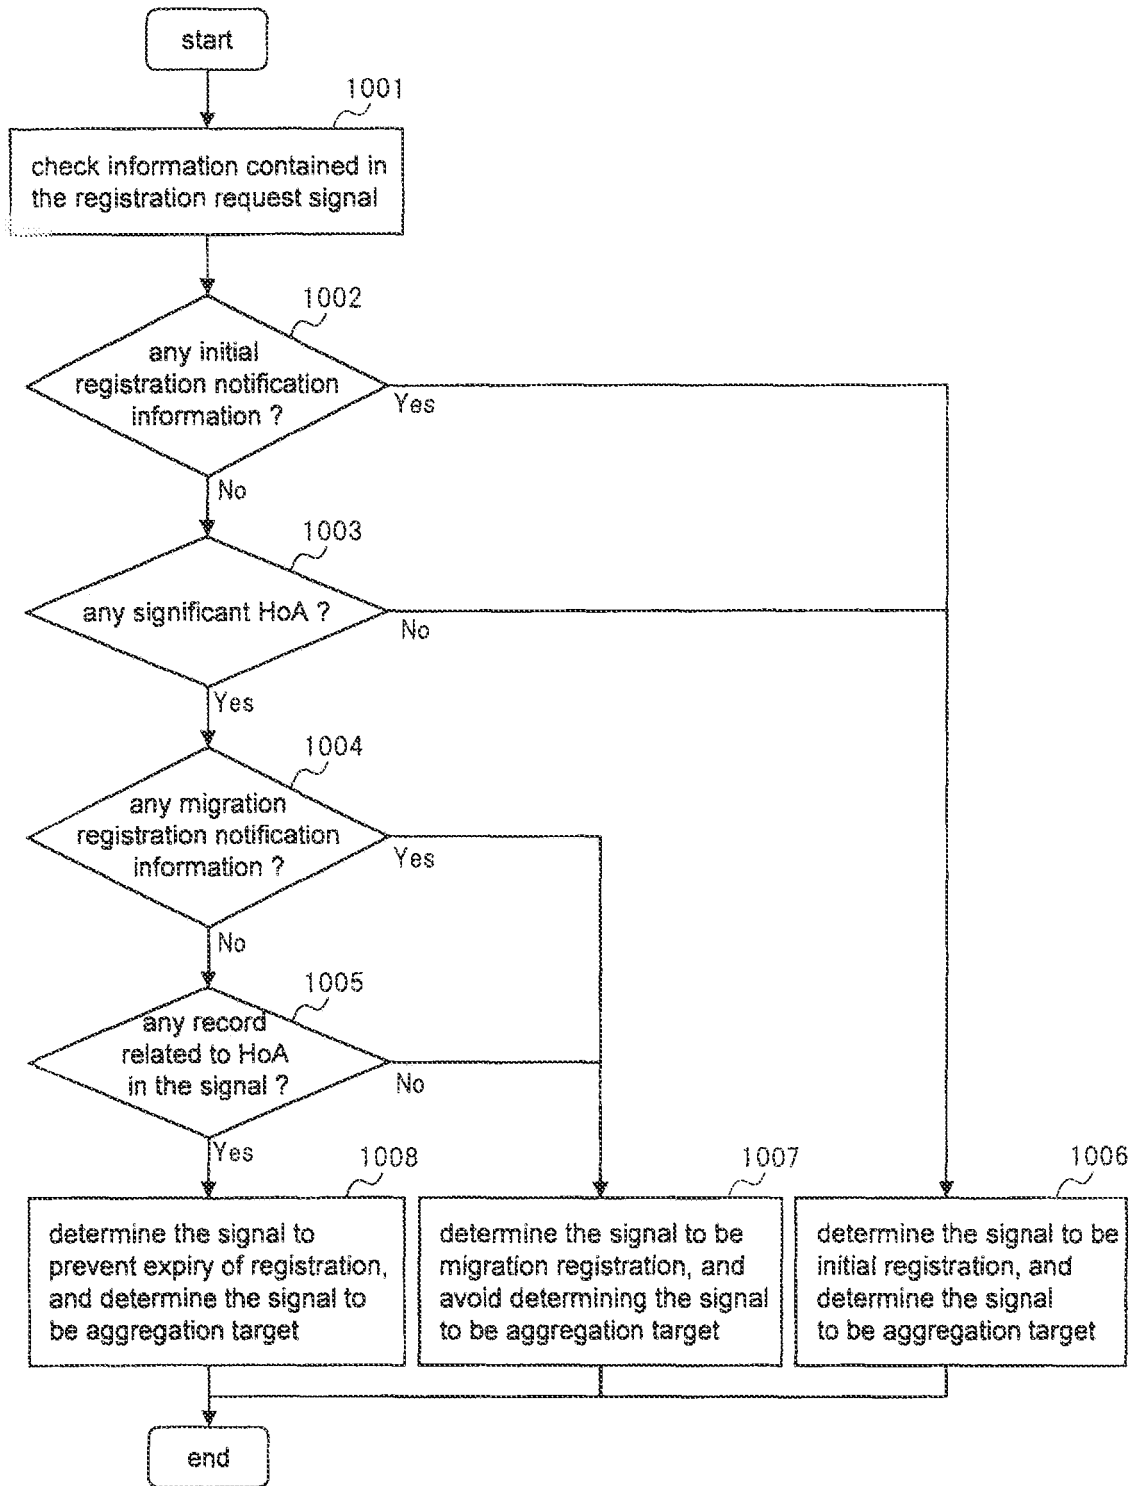 start
1001
check information contained in
the registration request signal
1002
any initial
registration notification
information ?
Yes
No
1003
any significant HoA ?
No
Yes
1004
any migration
registration notification
information ?
Yes
No
1005
any record
related to HoA
in the signal ?
No
Yes
1008
determine the signal to
prevent expiry of registration,
and determine the signal to
be aggregation target
1007
determine the signal to be
migration registration, and
avoid determining the signal
to be aggregation target
1006
determine the signal to be
initial registration, and
determine the signal
to be aggregation target
end